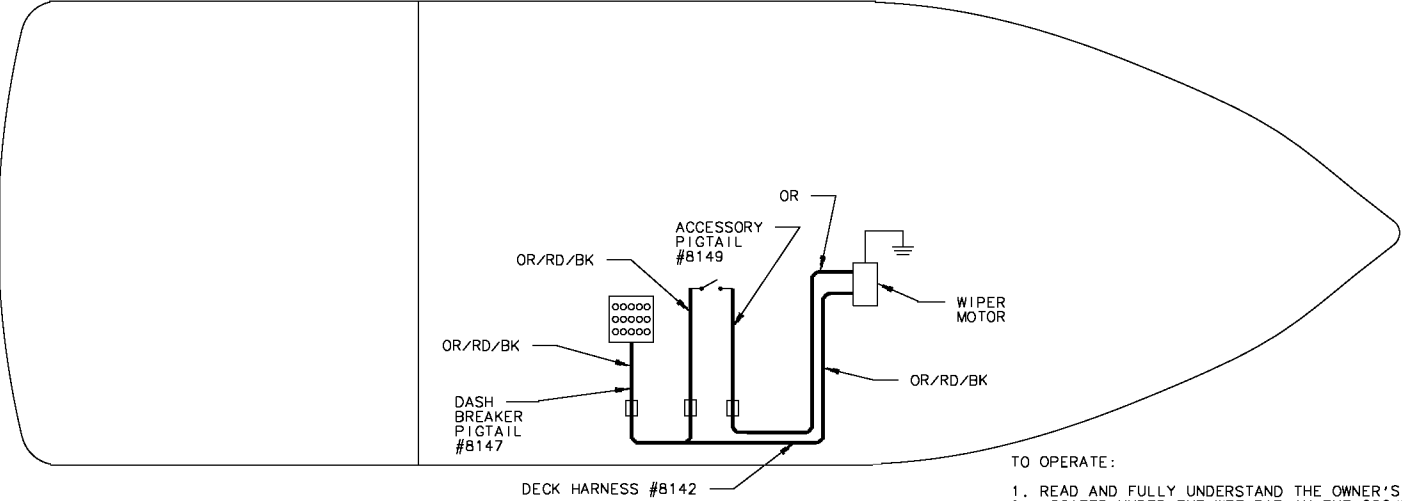 OR
ACCESSORY
PIGTAIL
#8149
OR/RD/BK
WIPER
MOTOR
OR/RD/BK
OR/RD/BK
DASH
BREAKER
PIGTAIL
#8147
DECK HARNESS #8142
TO OPERATE:
1. READ AND FULLY UNDERSTAND THE OWNER'S